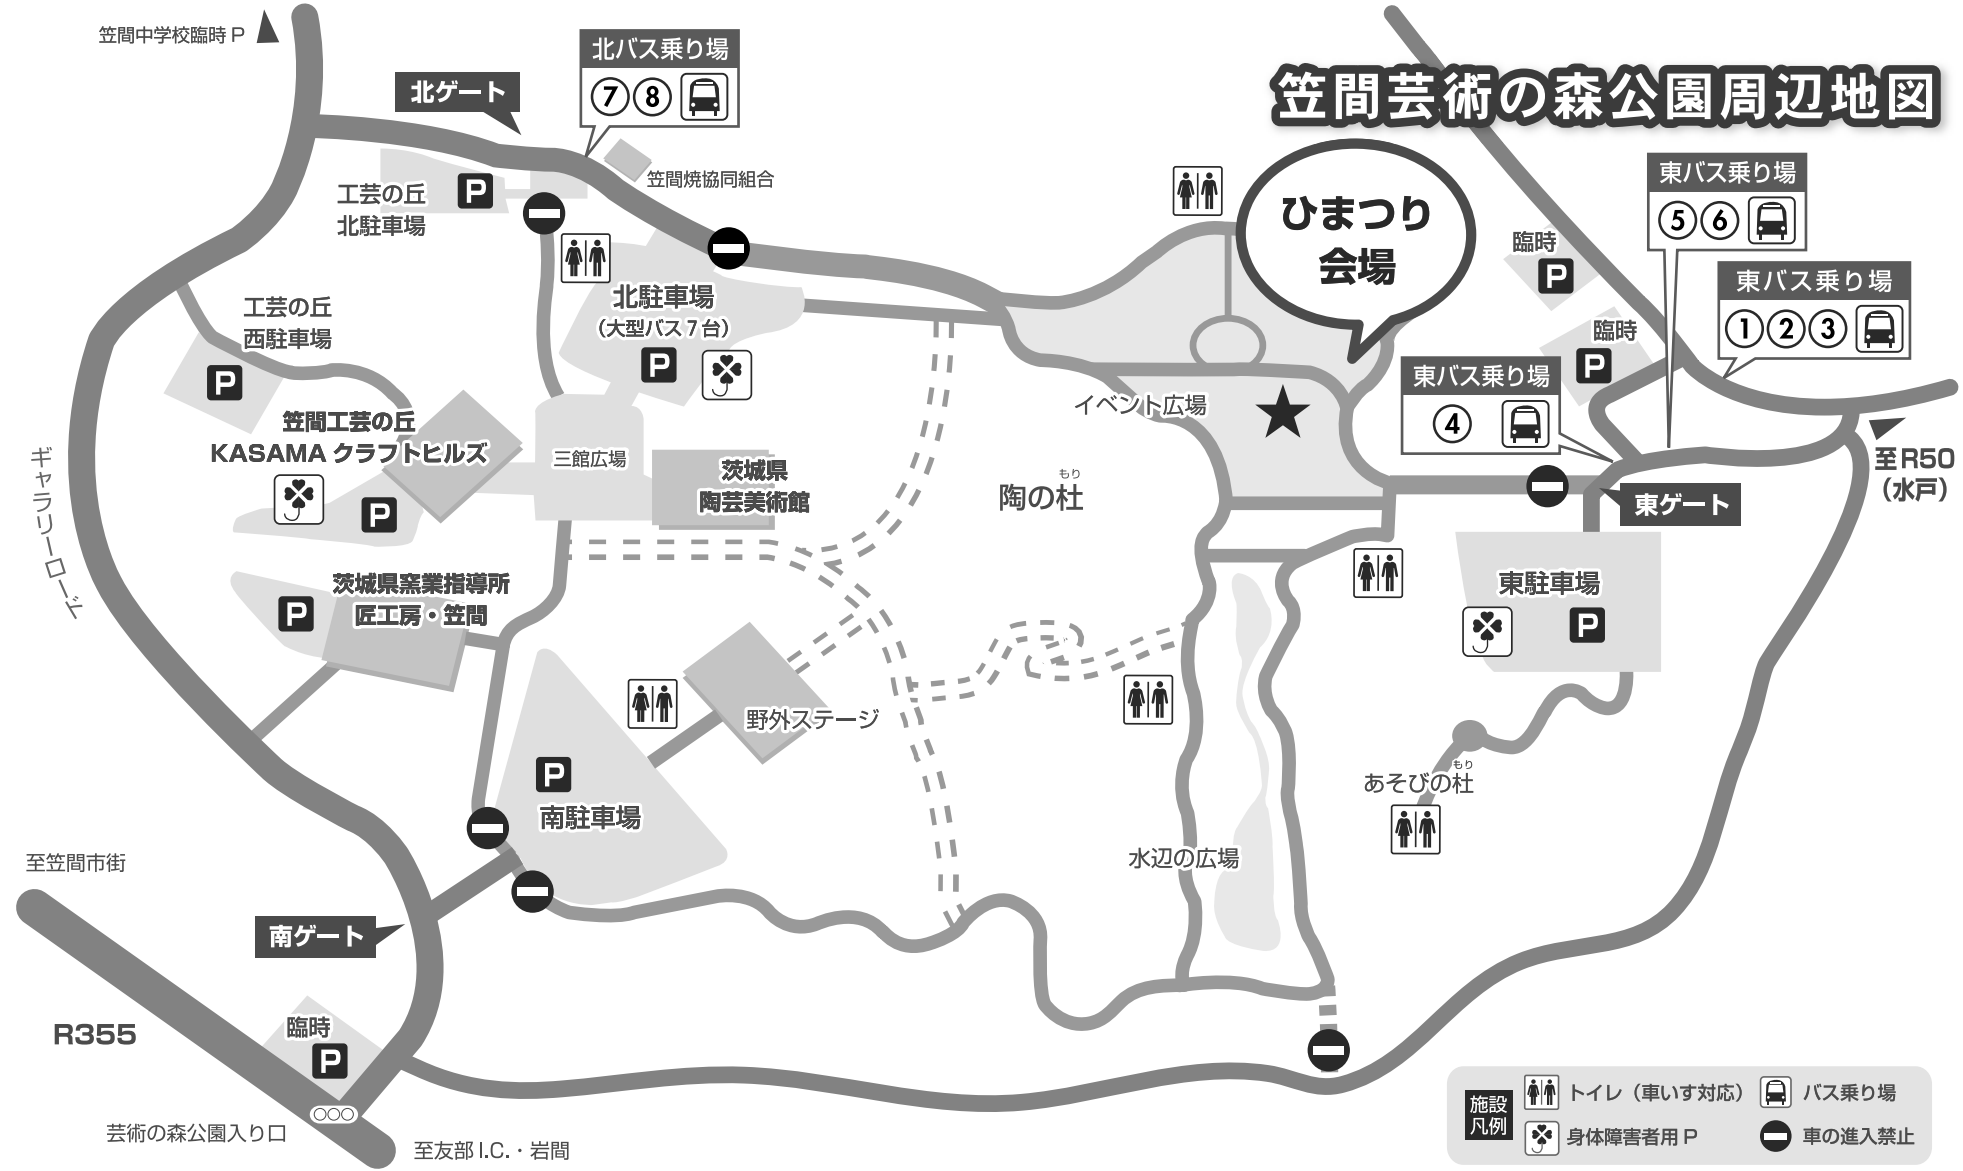 笠間芸術の森公園周辺地図
笠間中学校臨時 P
北ゲート
北バス乗り場
7 8
笠間焼協同組合
工芸の丘
北駐車場
P
北駐車場
(大型バス 7 台)
P
工芸の丘
西駐車場
P
笠間工芸の丘
KASAMA クラフトヒルズ
P
三館広場
茨城県
陶芸美術館
ギャラリーロード
茨城県窯業指導所
匠工房・笠間
P
野外ステージ
P
南駐車場
南ゲート
至笠間市街
R355
臨時
P
芸術の森公園入り口
至友部 I.C.・岩間
ひまつり
会場
イベント広場
もり
陶の杜
臨時
P
臨時
P
東バス乗り場
5 6
東バス乗り場
1 2 3
東バス乗り場
4
至 R50
(水戸)
東ゲート
東駐車場
P
もり
あそびの杜
水辺の広場
施設
凡例
トイレ(車いす対応)
バス乗り場
身体障害者用 P
車の進入禁止